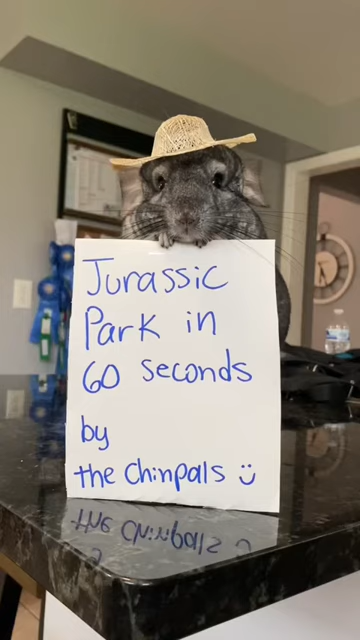 Jurassic
Park in
60 seconds
by
the Chinpals :)